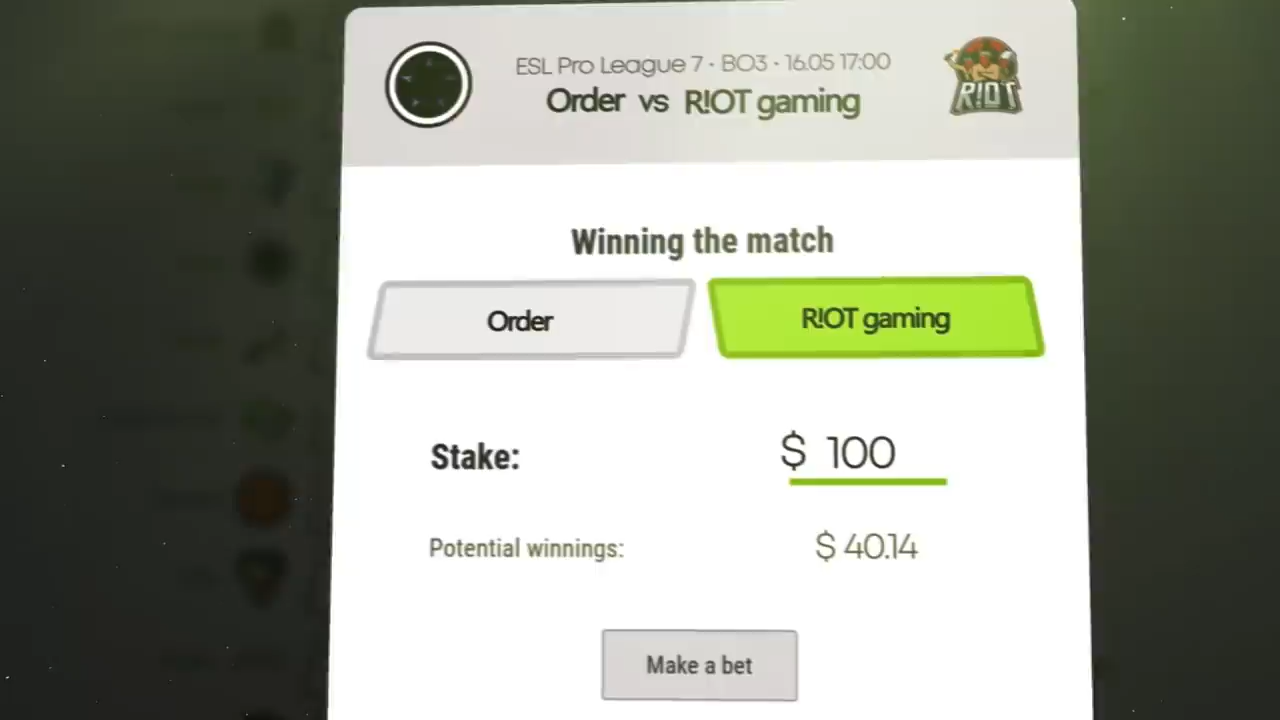 ESL Pro League 7 · BO3 · 16.05 17:00
Order vs R!OT gaming
R!OT
Winning the match
Order
R!OT gaming
Stake:
$ 100
Potential winnings:
$ 40.14
Make a bet